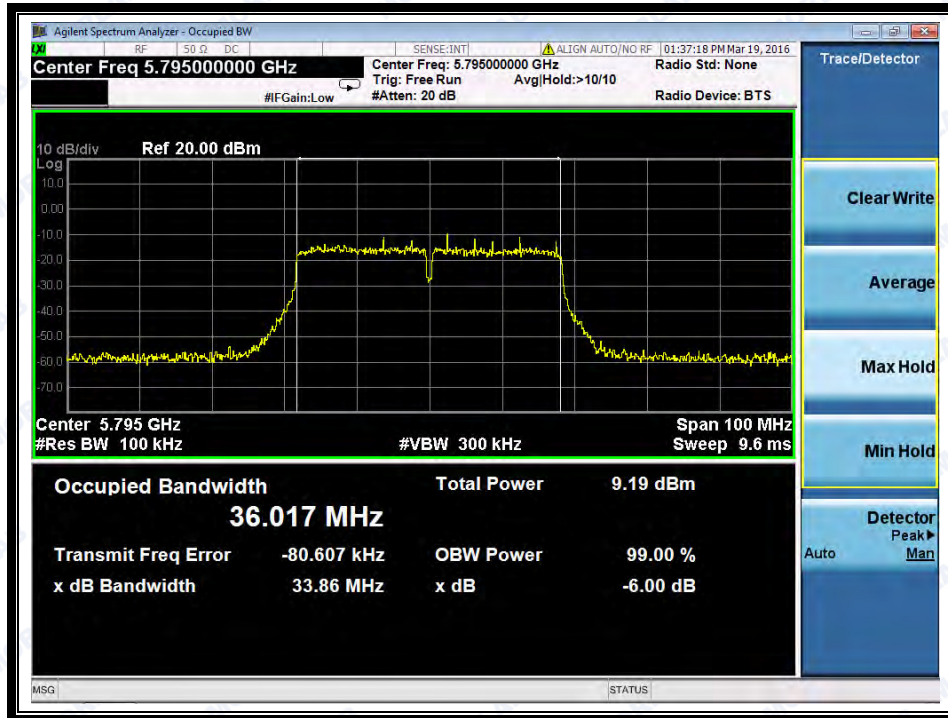 Agilent Spectrum Analyzer - Occupied BW
LXI
RF 50 Ω DC SENSE:INT ALIGN AUTO/NO RF 01:37:18 PM Mar 19, 2016
Center Freq 5.795000000 GHz
Center Freq: 5.795000000 GHz
Radio Std: None
Trig: Free Run Avg|Hold:>10/10
#IFGain:Low
#Atten: 20 dB
Radio Device: BTS
10 dB/div Ref 20.00 dBm
Log
10.0
0.00
-10.0
-20.0
-30.0
-40.0
-50.0
-60.0
-70.0
Center 5.795 GHz
Span 100 MHz
#Res BW 100 kHz
#VBW 300 kHz
Sweep 9.6 ms
Occupied Bandwidth
36.017 MHz
Total Power 9.19 dBm
Transmit Freq Error -80.607 kHz
OBW Power 99.00 %
x dB Bandwidth 33.86 MHz
x dB -6.00 dB
MSG
STATUS
Trace/Detector
Clear Write
Average
Max Hold
Min Hold
Detector
Peak▶
Auto Man